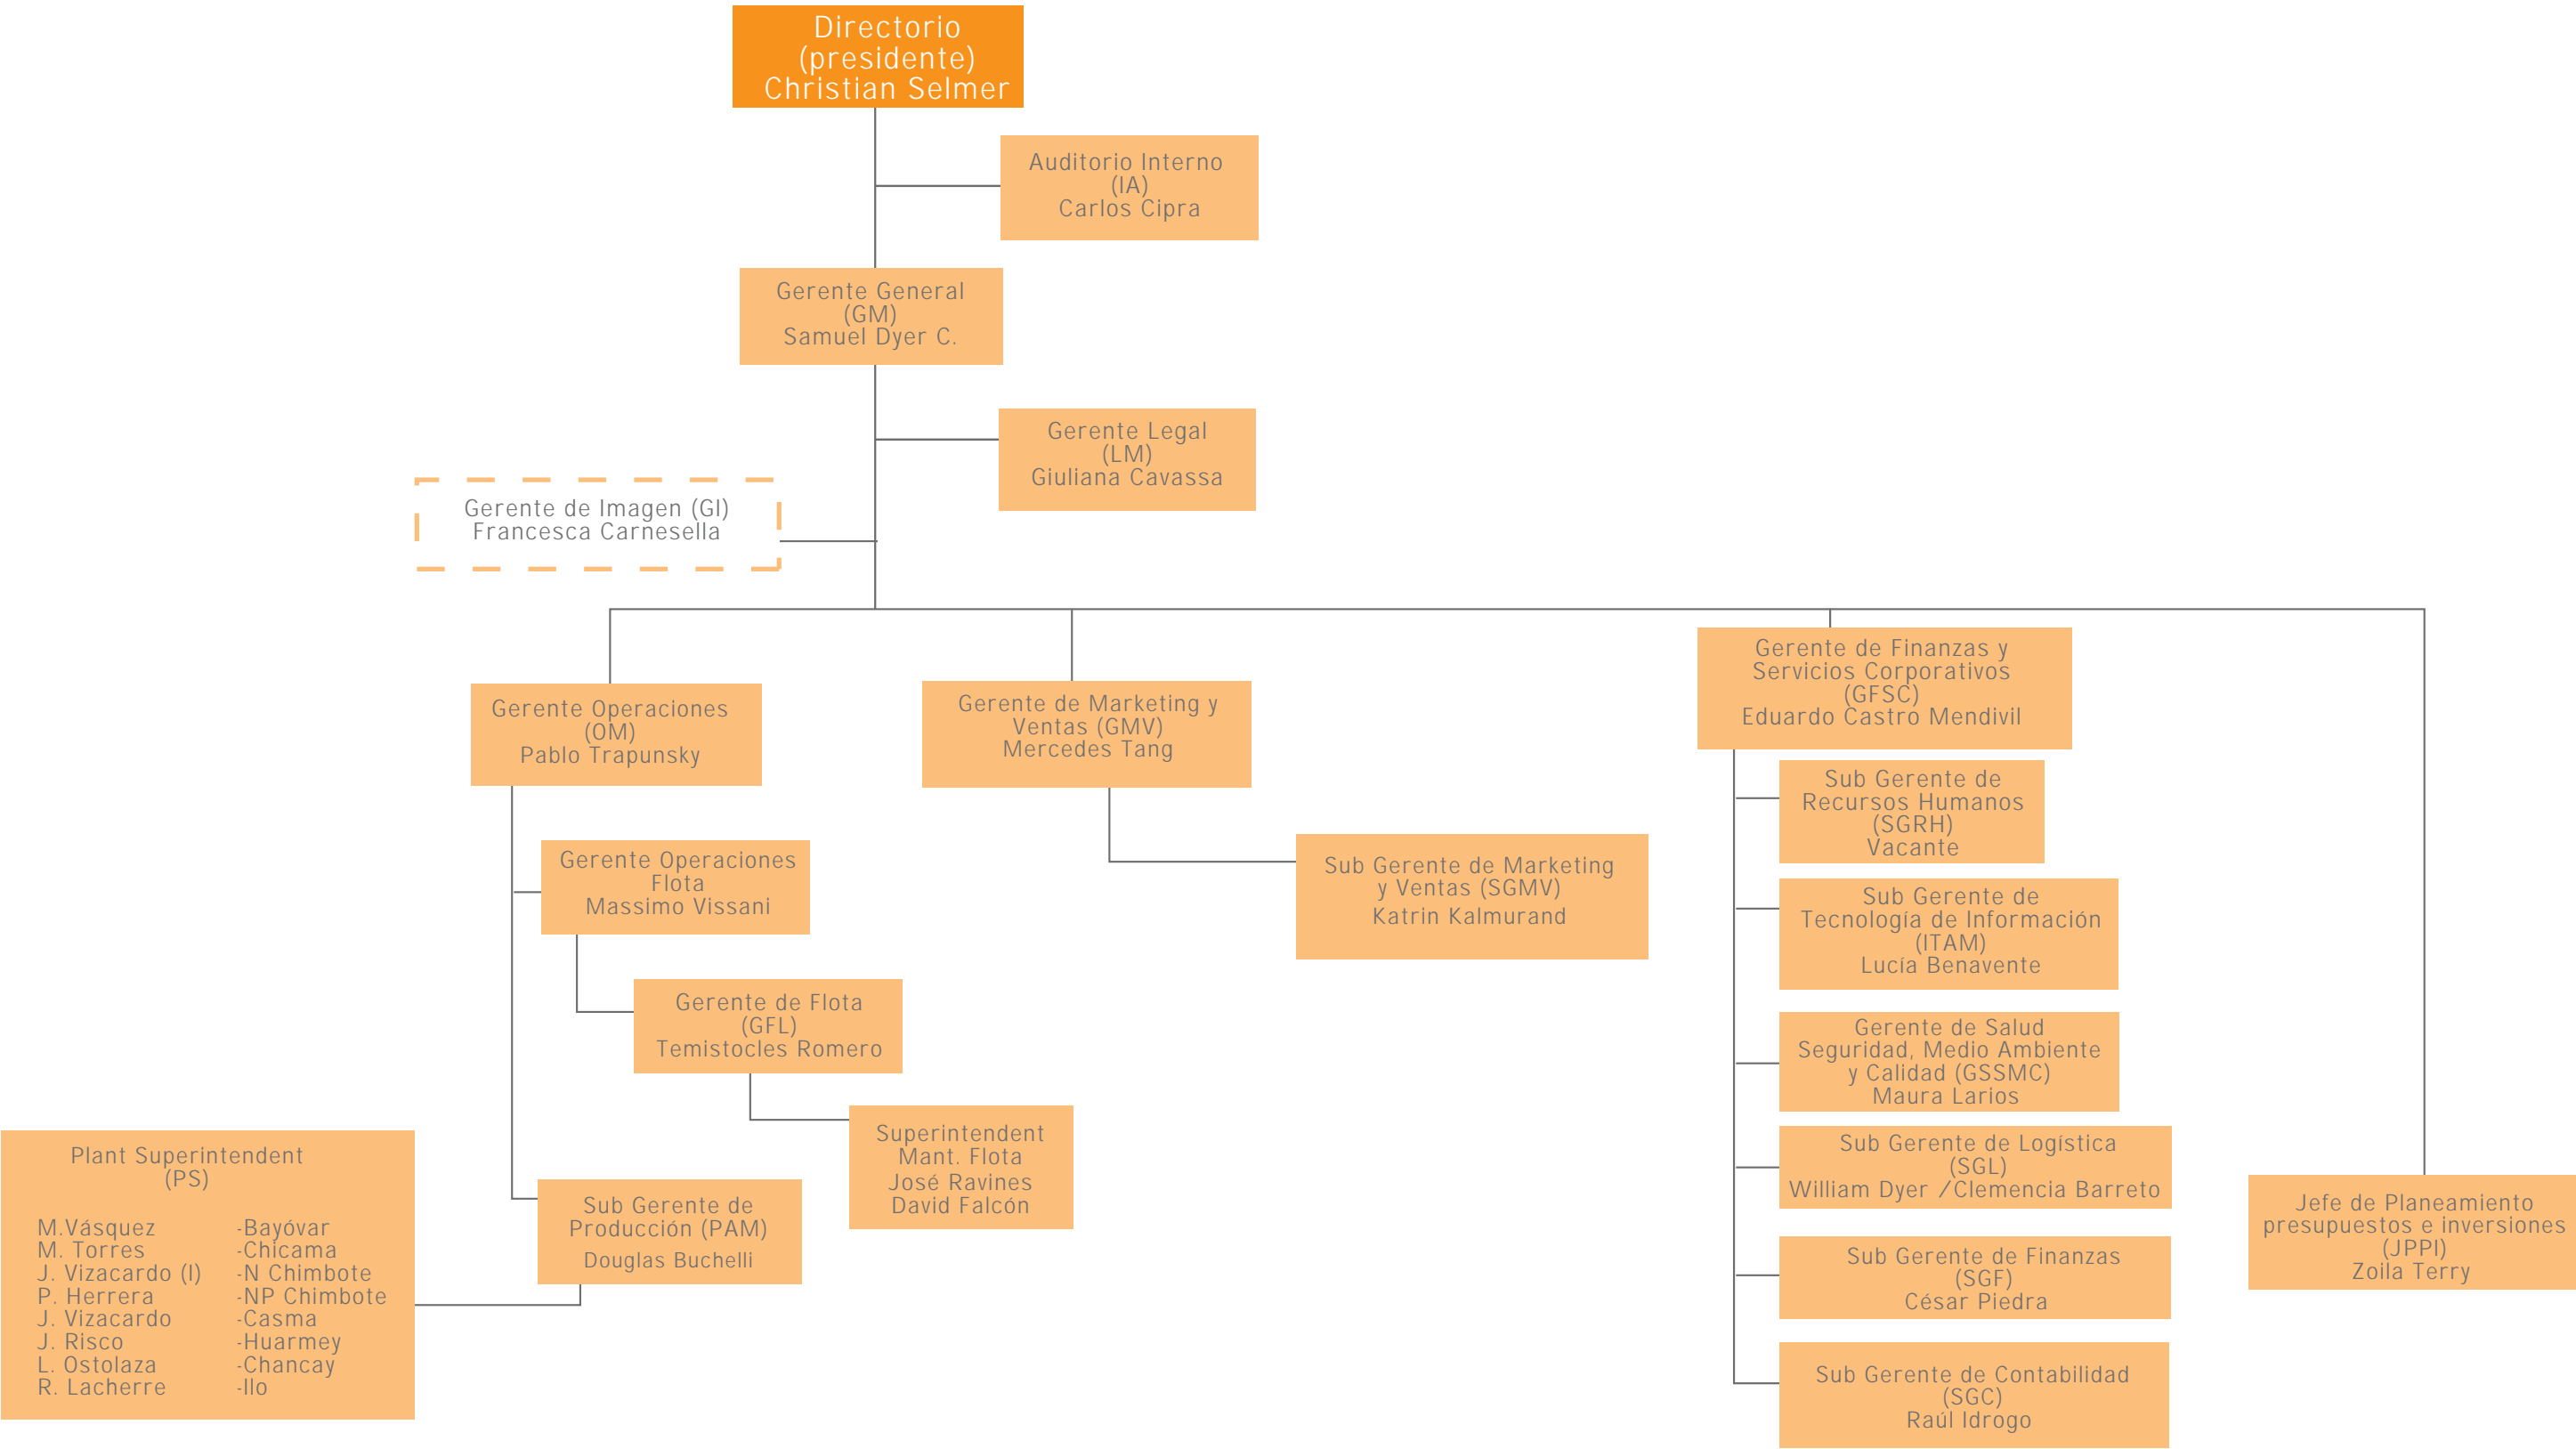 Directorio
(presidente)
Christian Selmer
Auditorio Interno
(IA)
Carlos Cipra
Gerente General
(GM)
Samuel Dyer C.
Gerente Legal
(LM)
Giuliana Cavassa
Gerente de Imagen (GI)
Francesca Carnesella
Gerente Operaciones
(OM)
Pablo Trapunsky
Gerente Operaciones
Flota
Massimo Vissani
Gerente de Flota
(GFL)
Temistocles Romero
Superintendent
Mant. Flota
José Ravines
David Falcón
Sub Gerente de
Producción (PAM)
Douglas Buchelli
Plant Superintendent
(PS)
M.Vásquez -Bayóvar
M. Torres -Chicama
J. Vizacardo (I) -N Chimbote
P. Herrera -NP Chimbote
J. Vizacardo -Casma
J. Risco -Huarmey
L. Ostolaza -Chancay
R. Lacherre -Ilo
Gerente de Marketing y
Ventas (GMV)
Mercedes Tang
Sub Gerente de Marketing
y Ventas (SGMV)
Katrin Kalmurand
Gerente de Finanzas y
Servicios Corporativos
(GFSC)
Eduardo Castro Mendivil
Sub Gerente de
Recursos Humanos
(SGRH)
Vacante
Sub Gerente de
Tecnología de Información
(ITAM)
Lucía Benavente
Gerente de Salud
Seguridad, Medio Ambiente
y Calidad (GSSMC)
Maura Larios
Sub Gerente de Logística
(SGL)
William Dyer /Clemencia Barreto
Sub Gerente de Finanzas
(SGF)
César Piedra
Sub Gerente de Contabilidad
(SGC)
Raúl Idrogo
Jefe de Planeamiento
presupuestos e inversiones
(JPPI)
Zoila Terry